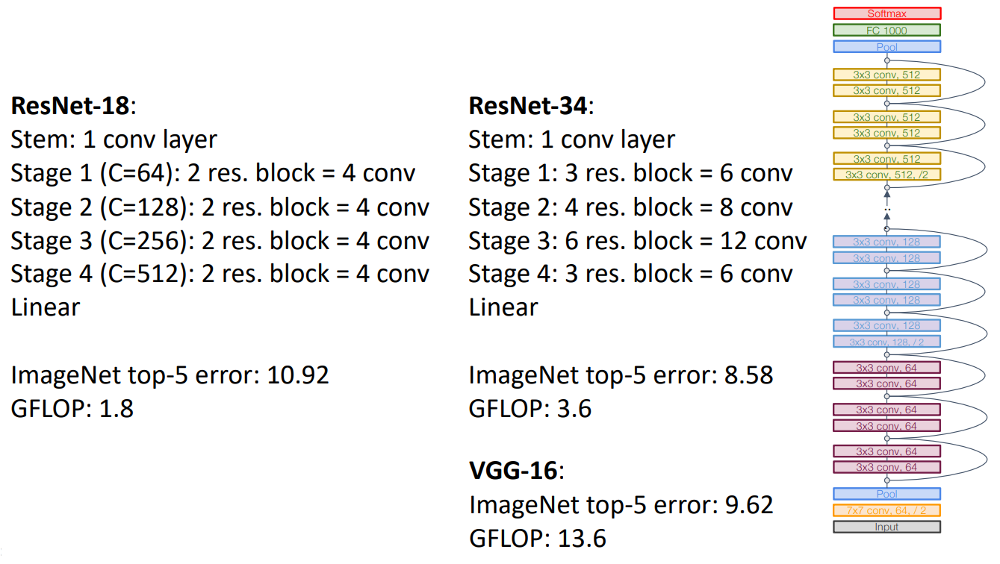 ResNet-18:
Stem: 1 conv layer
Stage 1 (C=64): 2 res. block = 4 conv
Stage 2 (C=128): 2 res. block = 4 conv
Stage 3 (C=256): 2 res. block = 4 conv
Stage 4 (C=512): 2 res. block = 4 conv
Linear
ImageNet top-5 error: 10.92
GFLOP: 1.8
ResNet-34:
Stem: 1 conv layer
Stage 1: 3 res. block = 6 conv
Stage 2: 4 res. block = 8 conv
Stage 3: 6 res. block = 12 conv
Stage 4: 3 res. block = 6 conv
Linear
ImageNet top-5 error: 8.58
GFLOP: 3.6
VGG-16:
ImageNet top-5 error: 9.62
GFLOP: 13.6
Softmax
FC 1000
Pool
3x3 conv, 512
3x3 conv, 512
3x3 conv, 512
3x3 conv, 512
3x3 conv, 512
3x3 conv, 512, /2
..
3x3 conv, 128
3x3 conv, 128
3x3 conv, 128
3x3 conv, 128
3x3 conv, 128
3x3 conv, 128, / 2
3x3 conv, 64
3x3 conv, 64
3x3 conv, 64
3x3 conv, 64
3x3 conv, 64
3x3 conv, 64
Pool
7x7 conv, 64, / 2
Input